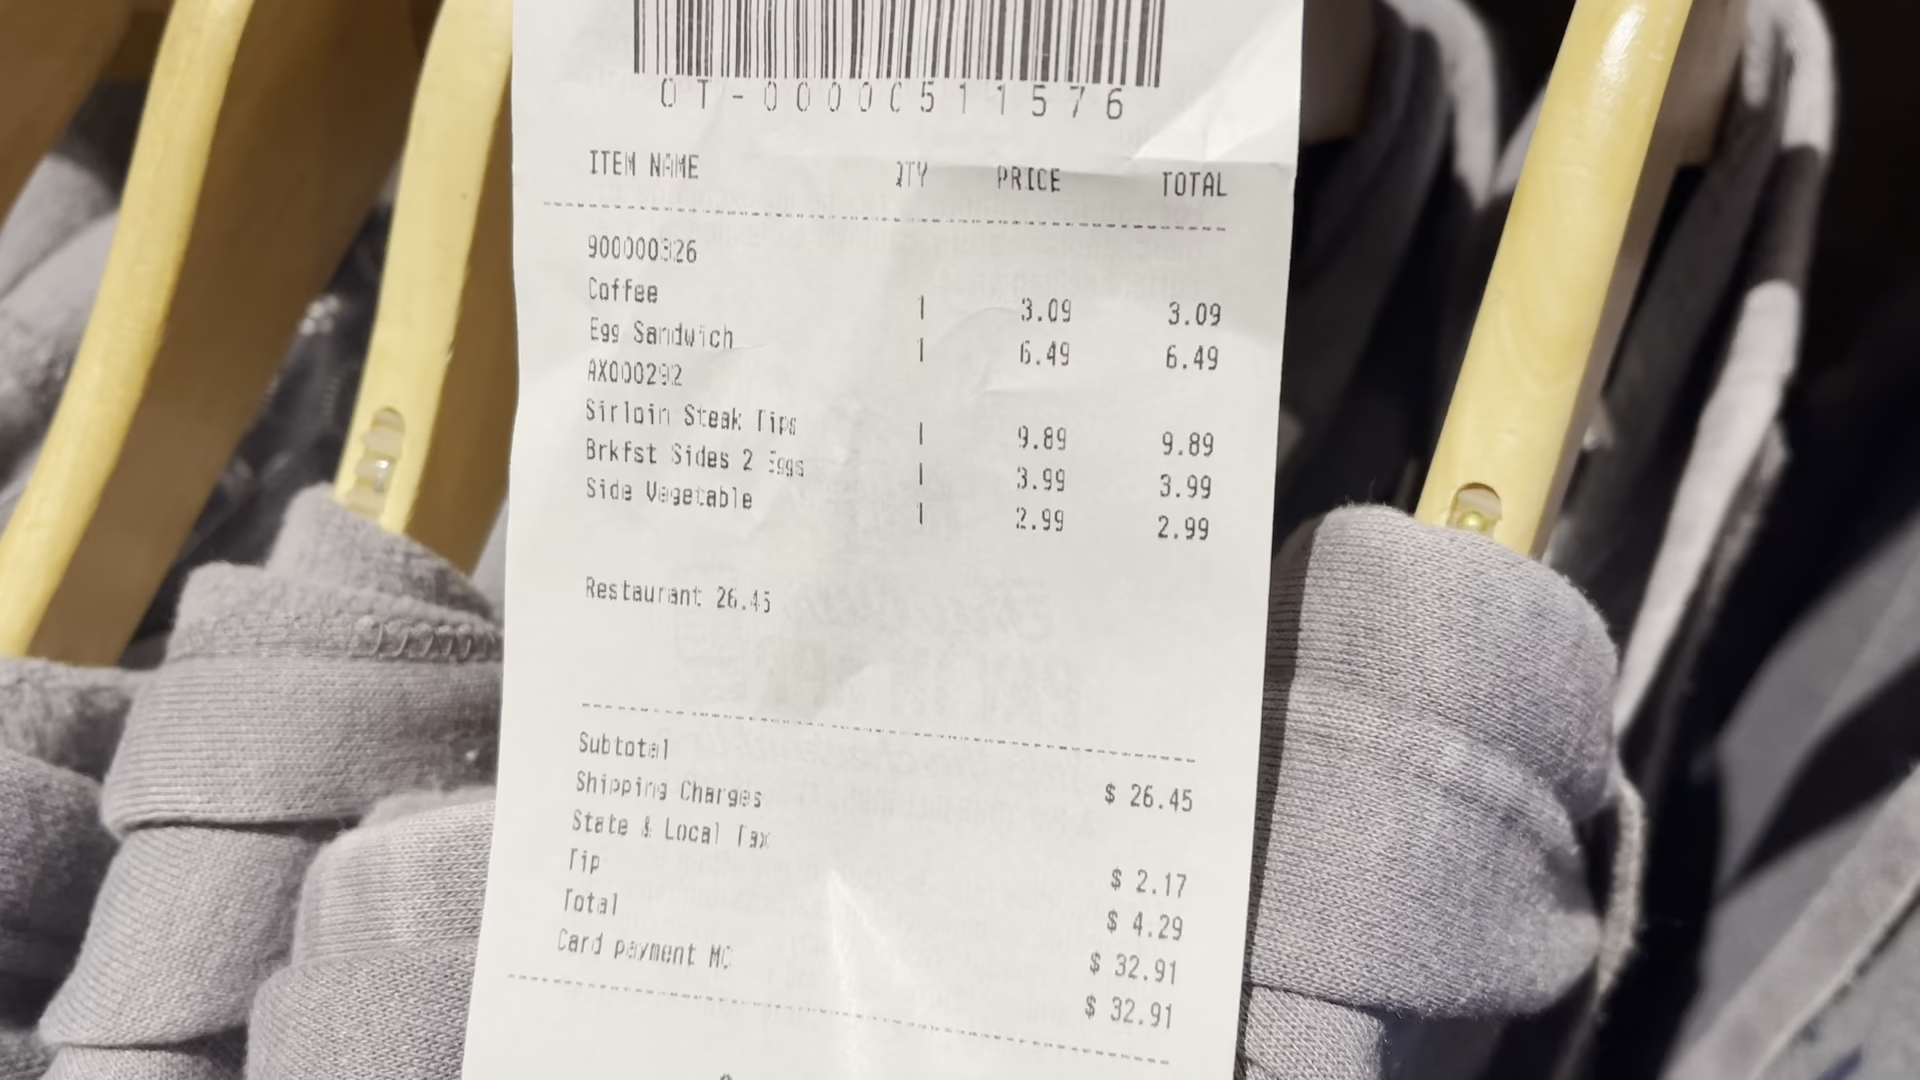 OT-00000511576
ITEM NAME QTY PRICE TOTAL
900000326
Coffee 1 3.09 3.09
Egg Sandwich 1 6.49 6.49
AX000292
Sirloin Steak Tips 1 9.89 9.89
Brkfst Sides 2 Eggs 1 3.99 3.99
Side Vegetable 1 2.99 2.99
Restaurant 26.45
Subtotal $ 26.45
Shipping Charges
State & Local Tax $ 2.17
Tip $ 4.29
Total $ 32.91
Card payment MC $ 32.91